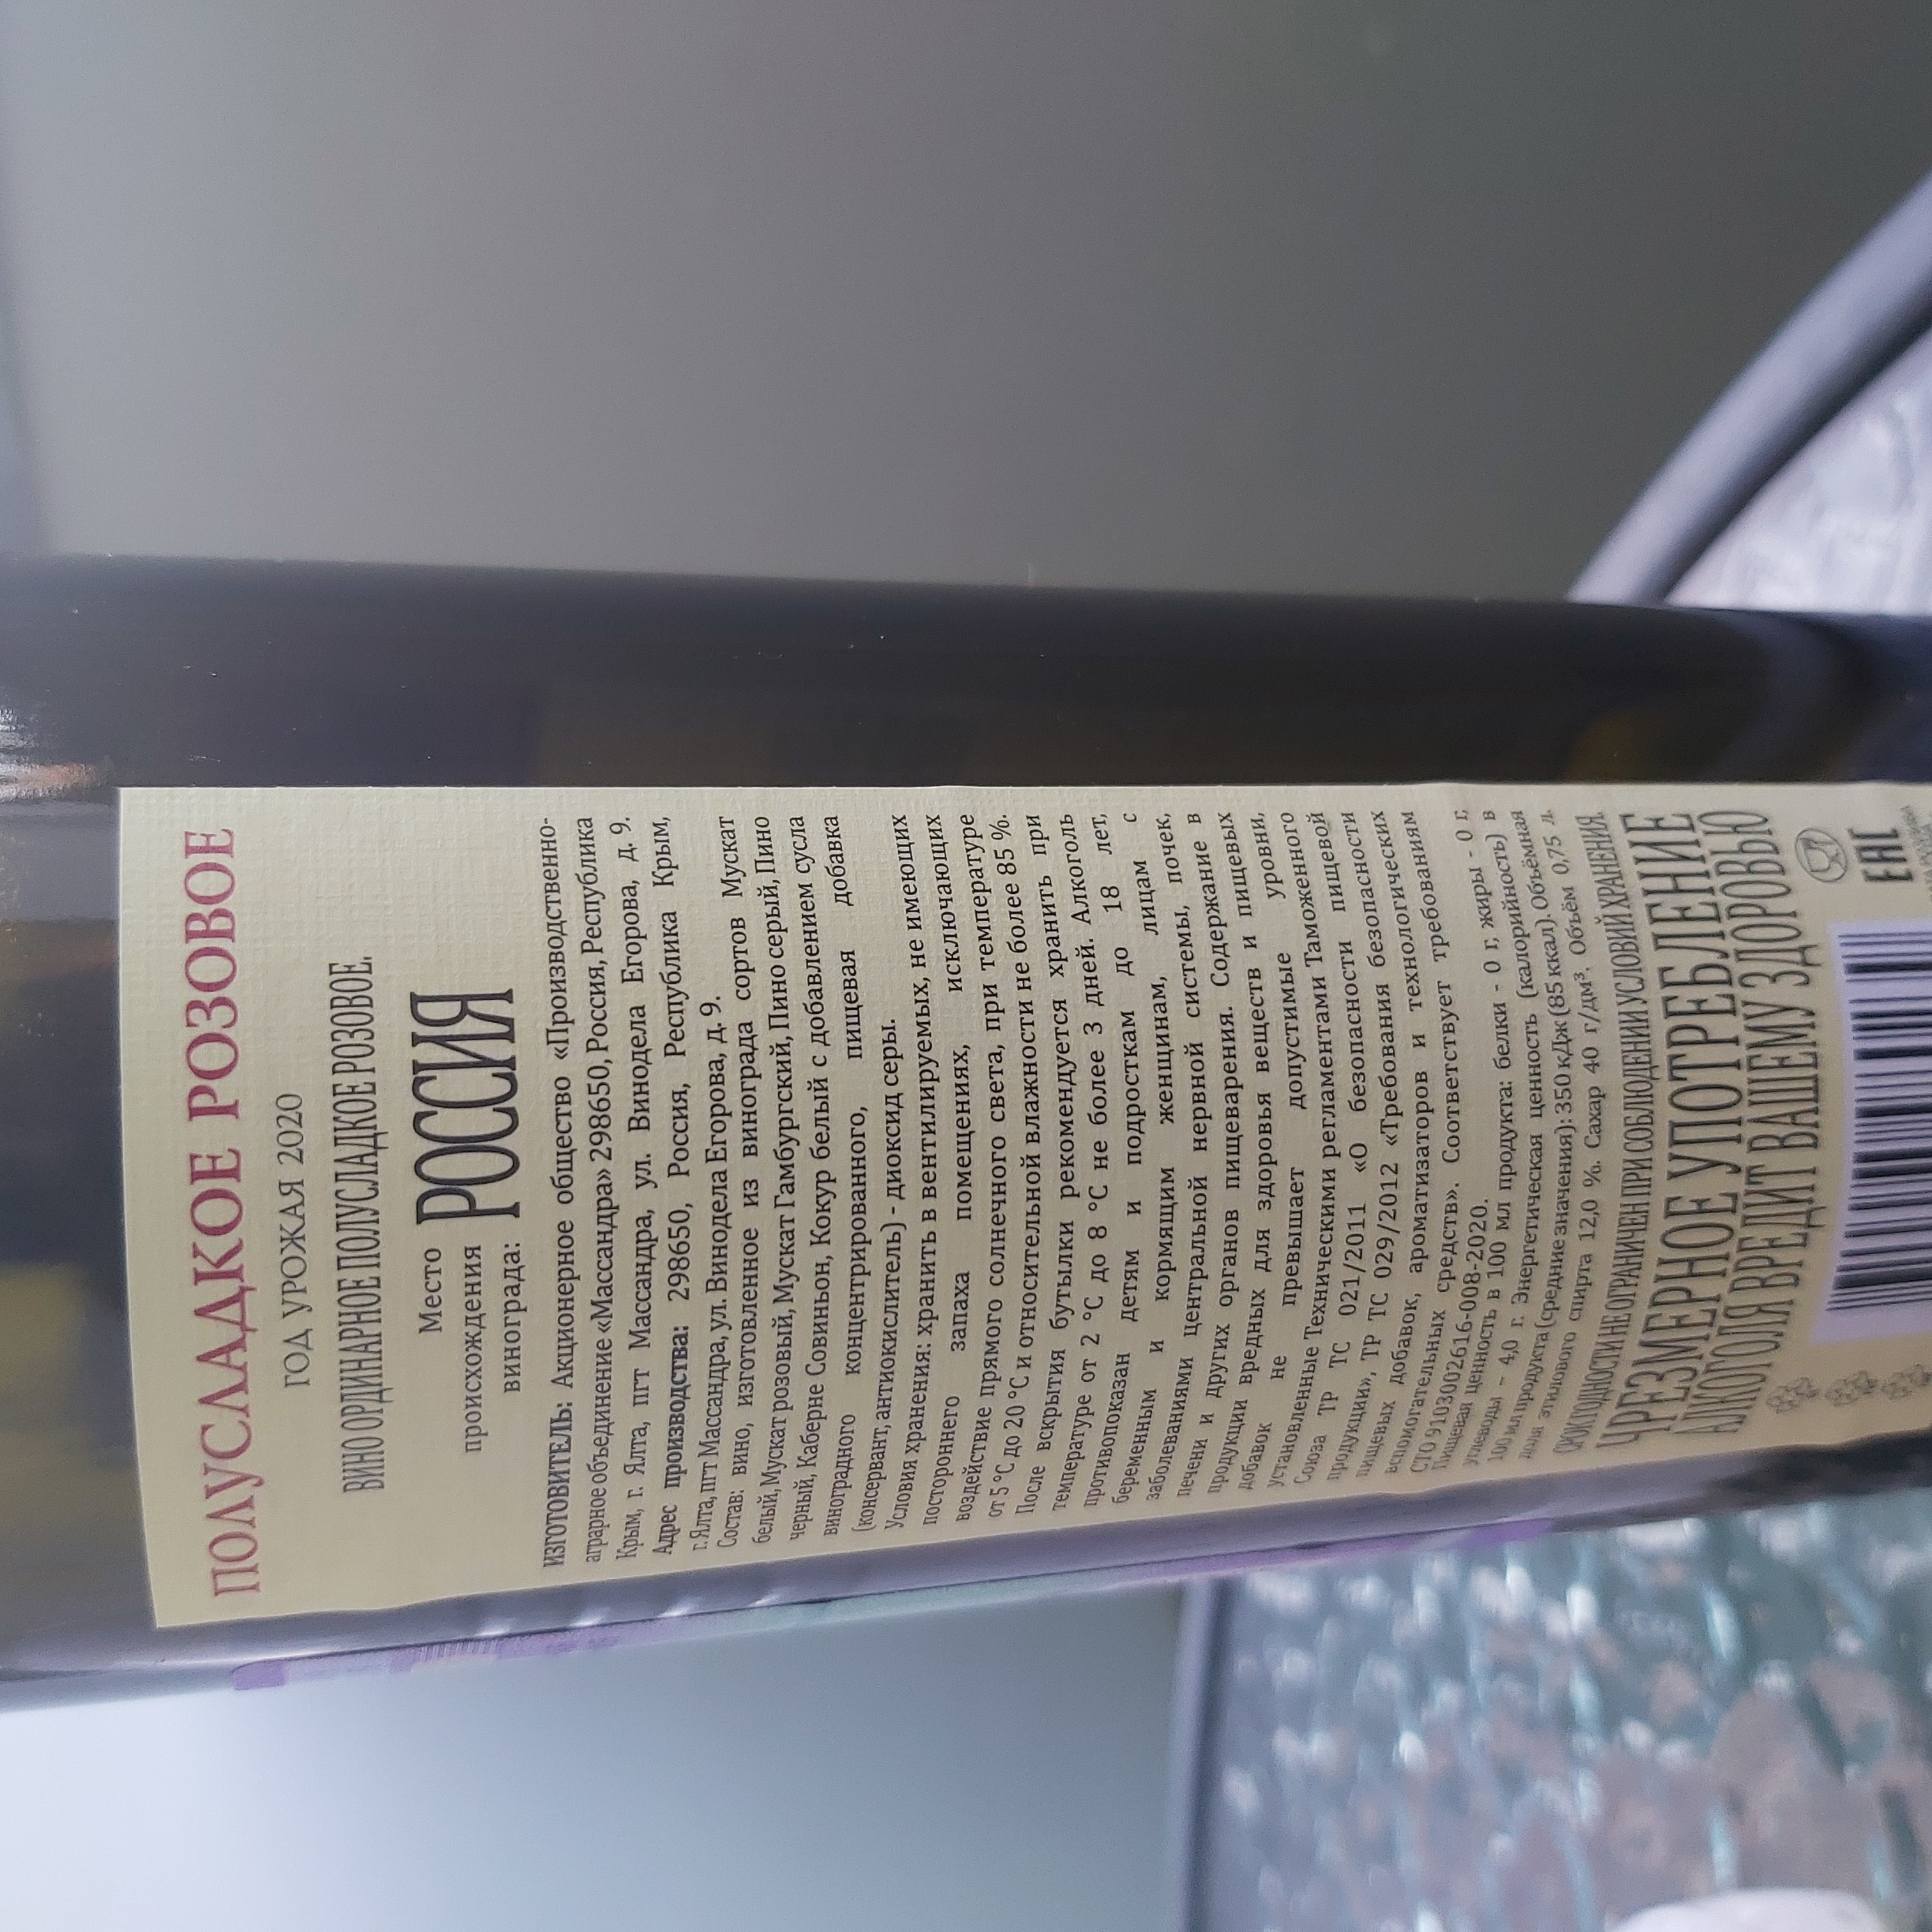 ПОЛУСЛАДКОЕ РОЗОВОЕ
ГОД УРОЖАЯ 2020
ВИНО ОРДИНАРНОЕ ПОЛУСЛАДКОЕ РОЗОВОЕ.
Место
происхождения
винограда:
РОССИЯ
ИЗГОТОВИТЕЛЬ: Акционерное общество «Производственно-
аграрное объединение «Массандра» 298650, Россия, Республика
Крым, г. Ялта, пгт Массандра, ул. Винодела Егорова, д. 9.
Адрес производства: 298650, Россия, Республика Крым,
г. Ялта, пгт Массандра, ул. Винодела Егорова, д. 9.
Состав: вино, изготовленное из винограда сортов Мускат
белый, Мускат розовый, Мускат Гамбургский, Пино серый, Пино
черный, Каберне Совиньон, Кокур белый с добавлением сусла
виноградного концентрированного, пищевая добавка
(консервант, антиокислитель) - диоксид серы.
Условия хранения: хранить в вентилируемых, не имеющих
постороннего запаха помещениях, исключающих
воздействие прямого солнечного света, при температуре
от 5 °С до 20 °С и относительной влажности не более 85 %.
После вскрытия бутылки рекомендуется хранить при
температуре от 2 °С до 8 °С не более 3 дней. Алкоголь
противопоказан детям и подросткам до 18 лет,
беременным и кормящим женщинам, лицам с
заболеваниями центральной нервной системы, почек,
печени и других органов пищеварения. Содержание в
продукции вредных для здоровья веществ и пищевых
добавок не превышает допустимые уровни,
установленные Техническими регламентами Таможенного
Союза ТР ТС 021/2011 «О безопасности пищевой
продукции», ТР ТС 029/2012 «Требования безопасности
пищевых добавок, ароматизаторов и технологических
вспомогательных средств». Соответствует требованиям
СТО 9103002616-008-2020.
Пищевая ценность в 100 мл продукта: белки - 0 г, жиры - 0 г,
углеводы – 4,0 г. Энергетическая ценность (калорийность) в
100 мл продукта (средние значения): 350 кДж (85 ккал). Объёмная
доля этилового спирта 12,0 %. Сахар 40 г/дм³. Объём 0,75 л.
СРОК ГОДНОСТИ НЕ ОГРАНИЧЕН ПРИ СОБЛЮДЕНИИ УСЛОВИЙ ХРАНЕНИЯ.
ЧРЕЗМЕРНОЕ УПОТРЕБЛЕНИЕ
АЛКОГОЛЯ ВРЕДИТ ВАШЕМУ ЗДОРОВЬЮ
ЕАС